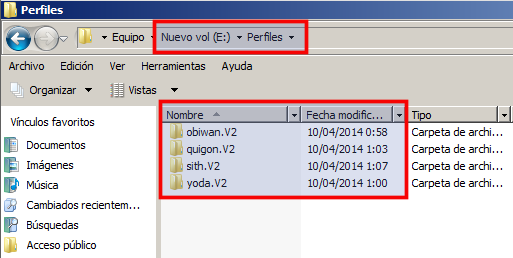 Perfiles
Equipo Nuevo vol (E:) Perfiles
Archivo Edición Ver Herramientas Ayuda
Organizar Vistas
Vínculos favoritos
Documentos
Imágenes
Música
Cambiados recientem...
Búsquedas
Acceso público
Nombre Fecha modific... Tipo
obiwan.V2 10/04/2014 0:58 Carpeta de archi...
quigon.V2 10/04/2014 1:03 Carpeta de archi...
sith.V2 10/04/2014 1:07 Carpeta de archi...
yoda.V2 10/04/2014 1:00 Carpeta de archi...